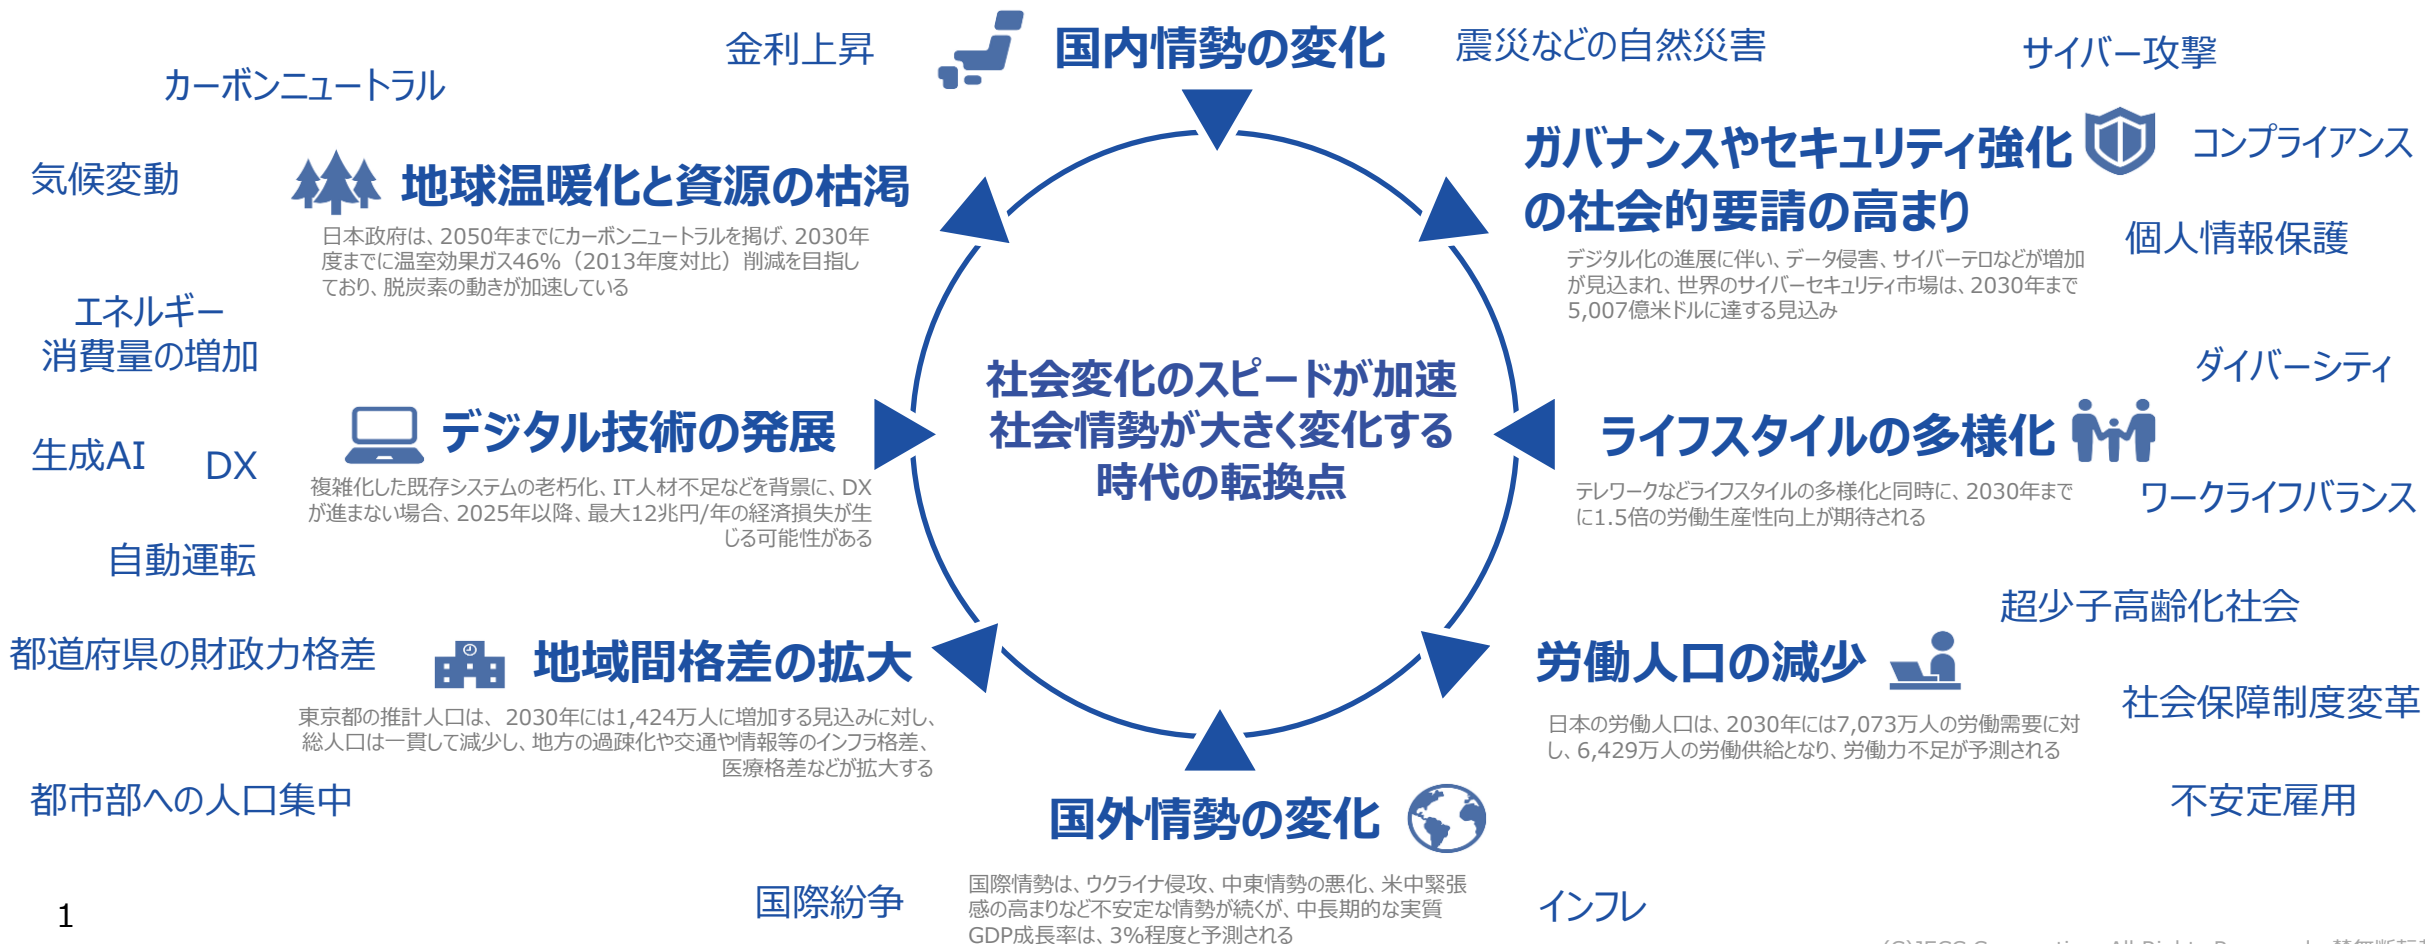 金利上昇
国内情勢の変化
震災などの自然災害
サイバー攻撃
カーボンニュートラル
気候変動
地球温暖化と資源の枯渇
日本政府は、2050年までにカーボンニュートラルを掲げ、2030年
度までに温室効果ガス46%（2013年度対比）削減を目指し
ており、脱炭素の動きが加速している
ガバナンスやセキュリティ強化
の社会的要請の高まり
コンプライアンス
個人情報保護
デジタル化の進展に伴い、データ侵害、サイバーテロなどが増加
が見込まれ、世界のサイバーセキュリティ市場は、2030年まで
5,007億米ドルに達する見込み
エネルギー
消費量の増加
社会変化のスピードが加速
社会情勢が大きく変化する
時代の転換点
ダイバーシティ
生成AI
DX
デジタル技術の発展
複雑化した既存システムの老朽化、IT人材不足などを背景に、DX
が進まない場合、2025年以降、最大12兆円/年の経済損失が生
じる可能性がある
自動運転
ライフスタイルの多様化
テレワークなどライフスタイルの多様化と同時に、2030年まで
に1.5倍の労働生産性向上が期待される
ワークライフバランス
都道府県の財政力格差
地域間格差の拡大
東京都の推計人口は、2030年には1,424万人に増加する見込みに対し、
総人口は一貫して減少し、地方の過疎化や交通や情報等のインフラ格差、
医療格差などが拡大する
都市部への人口集中
超少子高齢化社会
労働人口の減少
社会保障制度変革
日本の労働人口は、2030年には7,073万人の労働需要に対
し、6,429万人の労働供給となり、労働力不足が予測される
不安定雇用
国外情勢の変化
国際紛争
国際情勢は、ウクライナ侵攻、中東情勢の悪化、米中緊張
感の高まりなど不安定な情勢が続くが、中長期的な実質
GDP成長率は、3%程度と予測される
インフレ
1